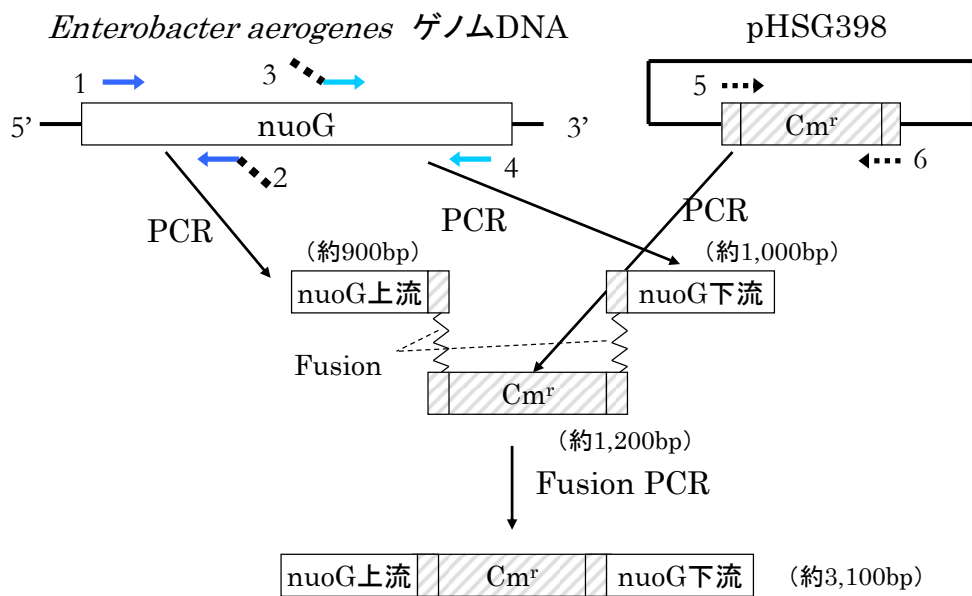 Enterobacter aerogenes ゲノムDNA
pHSG398
1
3
5
5’
nuoG
3’
Cmʳ
2
4
6
PCR
PCR
PCR
(約900bp)
(約1,000bp)
nuoG上流
nuoG下流
Fusion
Cmʳ
(約1,200bp)
Fusion PCR
nuoG上流
Cmʳ
nuoG下流
(約3,100bp)